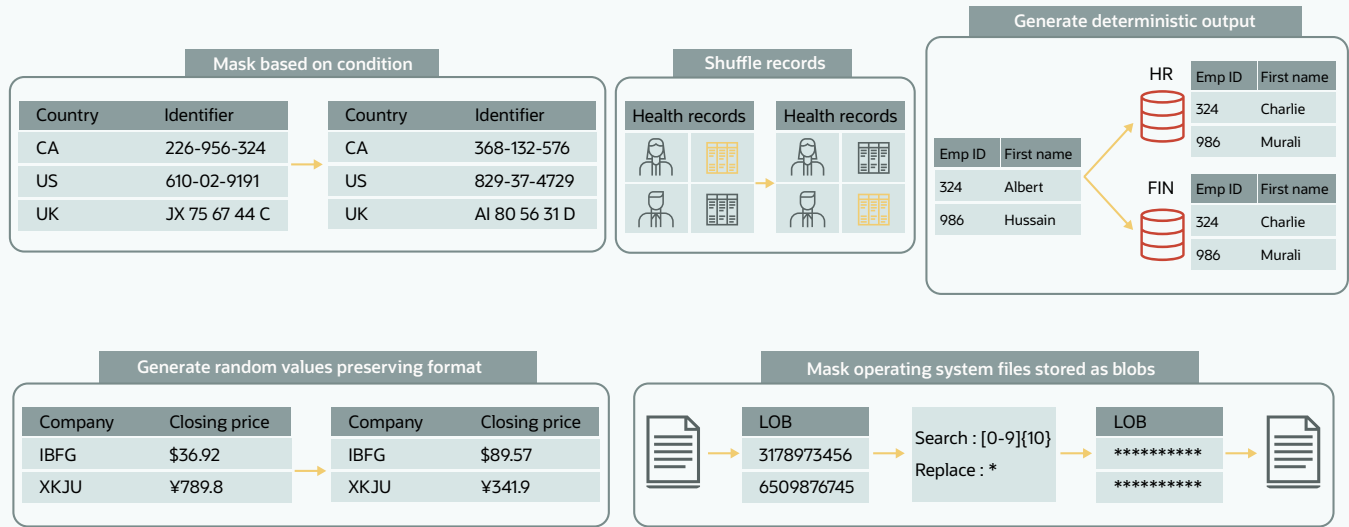 Mask based on condition
Country Identifier
CA 226-956-324
US 610-02-9191
UK JX 75 67 44 C
Country Identifier
CA 368-132-576
US 829-37-4729
UK AI 80 56 31 D
Shuffle records
Health records
Health records
Generate deterministic output
Emp ID First name
324 Albert
986 Hussain
HR
Emp ID First name
324 Charlie
986 Murali
FIN
Emp ID First name
324 Charlie
986 Murali
Generate random values preserving format
Company Closing price
IBFG $36.92
XKJU ¥789.8
Company Closing price
IBFG $89.57
XKJU ¥341.9
Mask operating system files stored as blobs
LOB
3178973456
6509876745
Search : [0-9]{10}
Replace : *
LOB
**********
**********